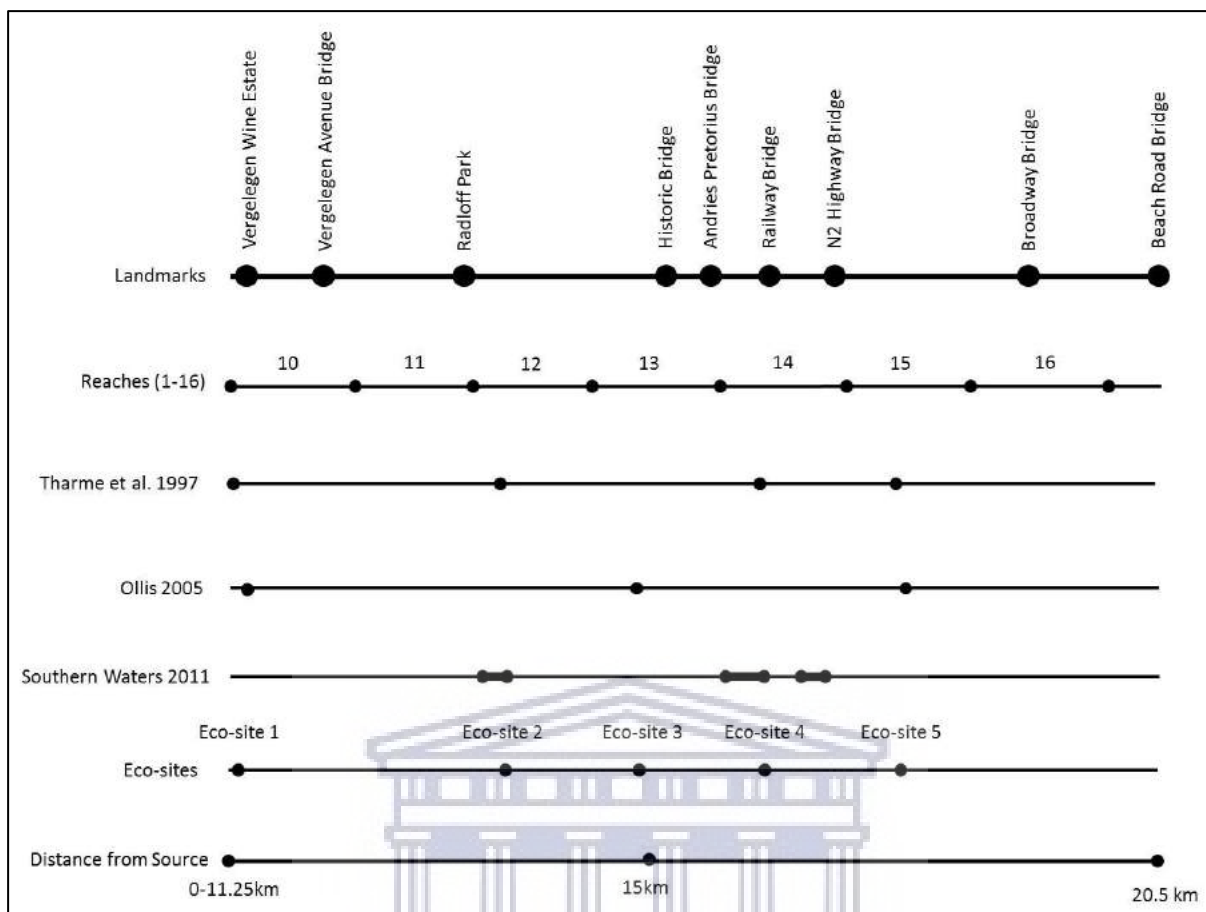 Vergelegen Wine Estate
Vergelegen Avenue Bridge
Radloff Park
Historic Bridge
Andries Pretorius Bridge
Railway Bridge
N2 Highway Bridge
Broadway Bridge
Beach Road Bridge
Landmarks
10 11 12 13 14 15 16
Reaches (1-16)
Tharme et al. 1997
Ollis 2005
Southern Waters 2011
Eco-site 1 Eco-site 2 Eco-site 3 Eco-site 4 Eco-site 5
Eco-sites
Distance from Source
0-11.25km 15km 20.5 km